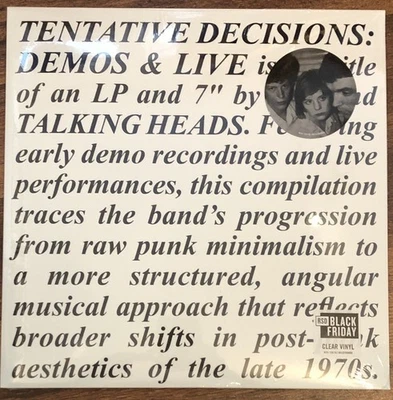 TENTATIVE DECISIONS:
DEMOS & LIVE is title
of an LP and 7" by
TALKING HEADS.
early demo recordings and live
performances, this compilation
traces the band's progression
from raw punk minimalism to
a more structured, angular
musical approach that reflects
broader shifts in post-
aesthetics of the late 1970s.
RSD
BLACK
FRIDAY
CLEAR VINYL